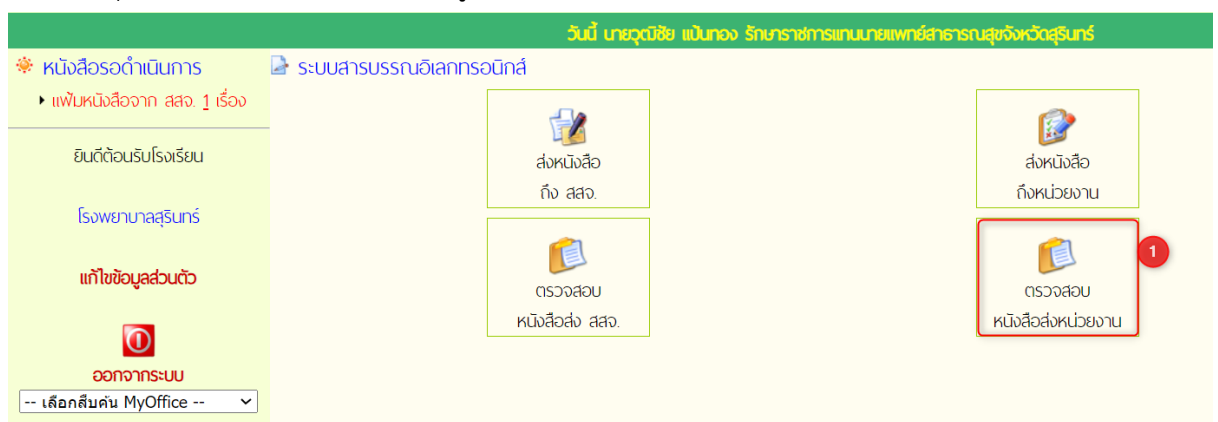 วันนี้ นายวุฒิชัย แป้นทอง รักษาราชการแทนนายแพทย์สาธารณสุขจังหวัดสุรินทร์
หนังสือรอดำเนินการ
แฟ้มหนังสือจาก สสจ. 1 เรื่อง
ยินดีต้อนรับโรงเรียน
โรงพยาบาลสุรินทร์
แก้ไขข้อมูลส่วนตัว
ออกจากระบบ
-- เลือกสืบค้น MyOffice --
ระบบสารบรรณอิเลกทรอนิกส์
ส่งหนังสือ
ถึง สสจ.
ส่งหนังสือ
ถึงหน่วยงาน
ตรวจสอบ
หนังสือส่ง สสจ.
ตรวจสอบ
หนังสือส่งหน่วยงาน
1